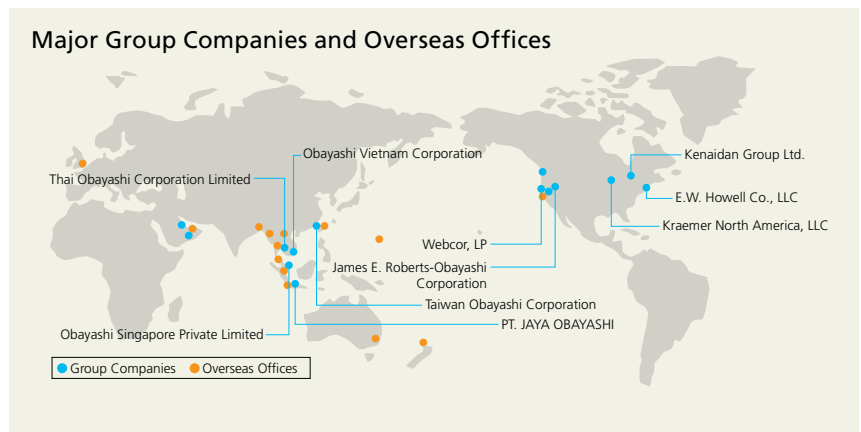 Major Group Companies and Overseas Offices
Obayashi Vietnam Corporation
Kenaidan Group Ltd.
Thai Obayashi Corporation Limited
E.W. Howell Co., LLC
Kraemer North America, LLC
Webcor, LP
James E. Roberts-Obayashi
Corporation
Taiwan Obayashi Corporation
PT. JAYA OBAYASHI
Obayashi Singapore Private Limited
Group Companies Overseas Offices